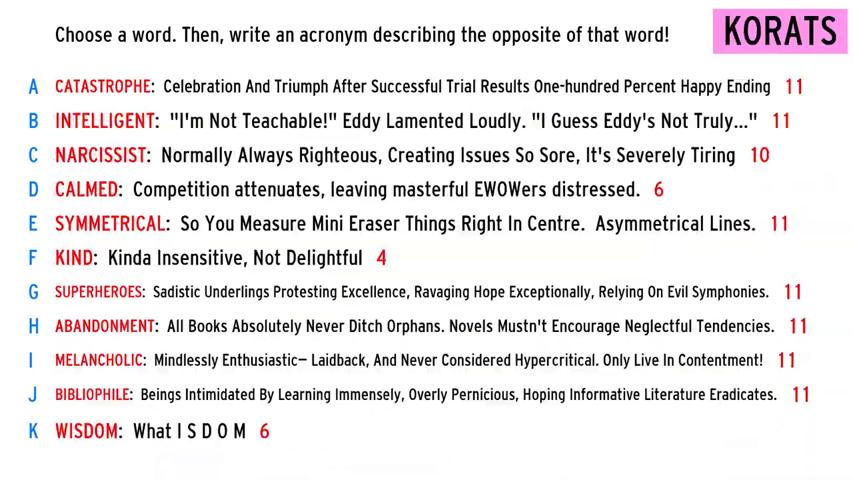 Choose a word. Then, write an acronym describing the opposite of that word!
KORATS
A CATASTROPHE: Celebration And Triumph After Successful Trial Results One-hundred Percent Happy Ending 11
B INTELLIGENT: "I'm Not Teachable!" Eddy Lamented Loudly. "I Guess Eddy's Not Truly..." 11
C NARCISSIST: Normally Always Righteous, Creating Issues So Sore, It's Severely Tiring 10
D CALMED: Competition attenuates, leaving masterful EWOWers distressed. 6
E SYMMETRICAL: So You Measure Mini Eraser Things Right In Centre. Asymmetrical Lines. 11
F KIND: Kinda Insensitive, Not Delightful 4
G SUPERHEROES: Sadistic Underlings Protesting Excellence, Ravaging Hope Exceptionally, Relying On Evil Symphonies. 11
H ABANDONMENT: All Books Absolutely Never Ditch Orphans. Novels Mustn't Encourage Neglectful Tendencies. 11
I MELANCHOLIC: Mindlessly Enthusiastic— Laidback, And Never Considered Hypercritical. Only Live In Contentment! 11
J BIBLIOPHILE: Beings Intimidated By Learning Immensely, Overly Pernicious, Hoping Informative Literature Eradicates. 11
K WISDOM: What I S D O M 6